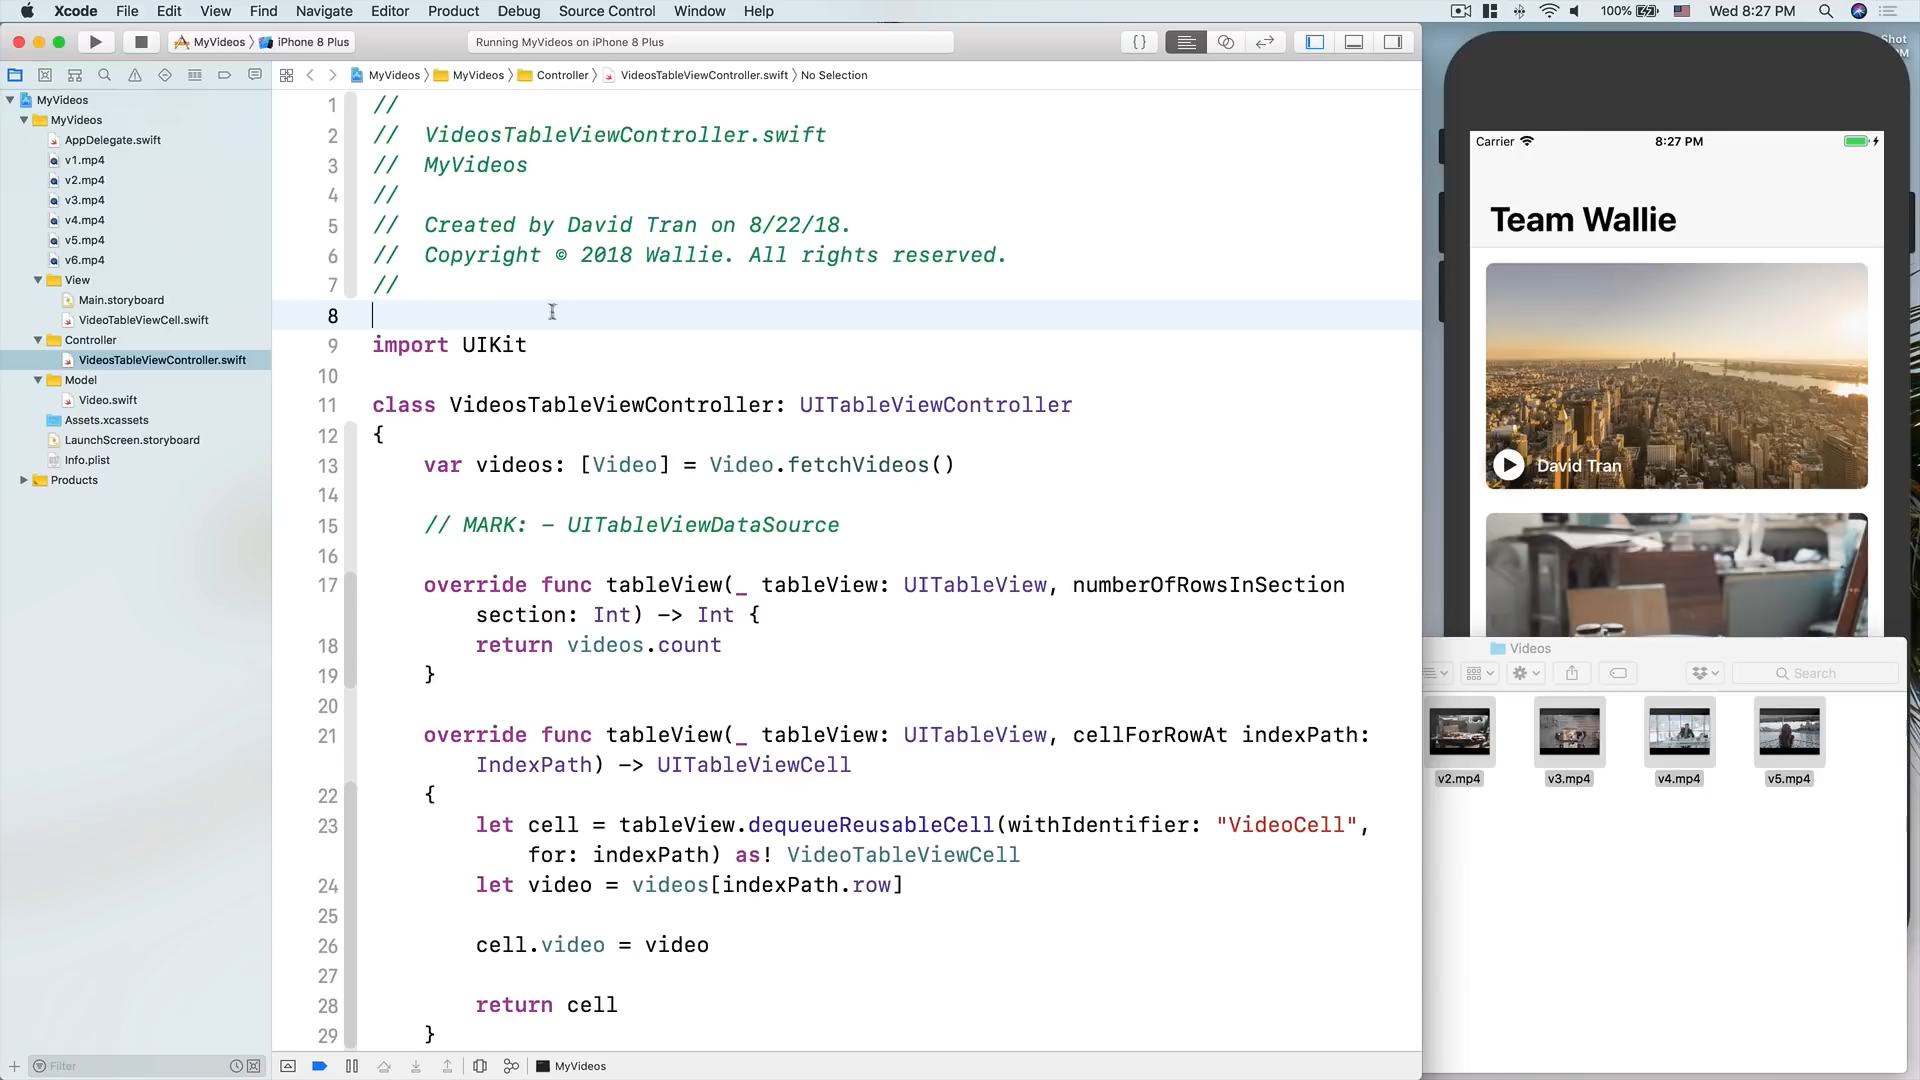 Xcode File Edit View Find Navigate Editor Product Debug Source Control Window Help
100% Wed 8:27 PM
MyVideos 〉 iPhone 8 Plus
Running MyVideos on iPhone 8 Plus
{}
MyVideos 〉 MyVideos 〉 Controller 〉 VideosTableViewController.swift 〉 No Selection
MyVideos
MyVideos
AppDelegate.swift
v1.mp4
v2.mp4
v3.mp4
v4.mp4
v5.mp4
v6.mp4
View
Main.storyboard
VideoTableViewCell.swift
Controller
VideosTableViewController.swift
Model
Video.swift
Assets.xcassets
LaunchScreen.storyboard
Info.plist
Products
Filter
1 //
2 // VideosTableViewController.swift
3 // MyVideos
4 //
5 // Created by David Tran on 8/22/18.
6 // Copyright © 2018 Wallie. All rights reserved.
7 //
8
9 import UIKit
10
11 class VideosTableViewController: UITableViewController
12 {
13 var videos: [Video] = Video.fetchVideos()
14
15 // MARK: - UITableViewDataSource
16
17 override func tableView(_ tableView: UITableView, numberOfRowsInSection
section: Int) -> Int {
18 return videos.count
19 }
20
21 override func tableView(_ tableView: UITableView, cellForRowAt indexPath:
IndexPath) -> UITableViewCell
22 {
23 let cell = tableView.dequeueReusableCell(withIdentifier: "VideoCell",
for: indexPath) as! VideoTableViewCell
24 let video = videos[indexPath.row]
25
26 cell.video = video
27
28 return cell
29 }
MyVideos
Shot
Carrier 8:27 PM
Team Wallie
David Tran
Videos
Search
v2.mp4 v3.mp4 v4.mp4 v5.mp4